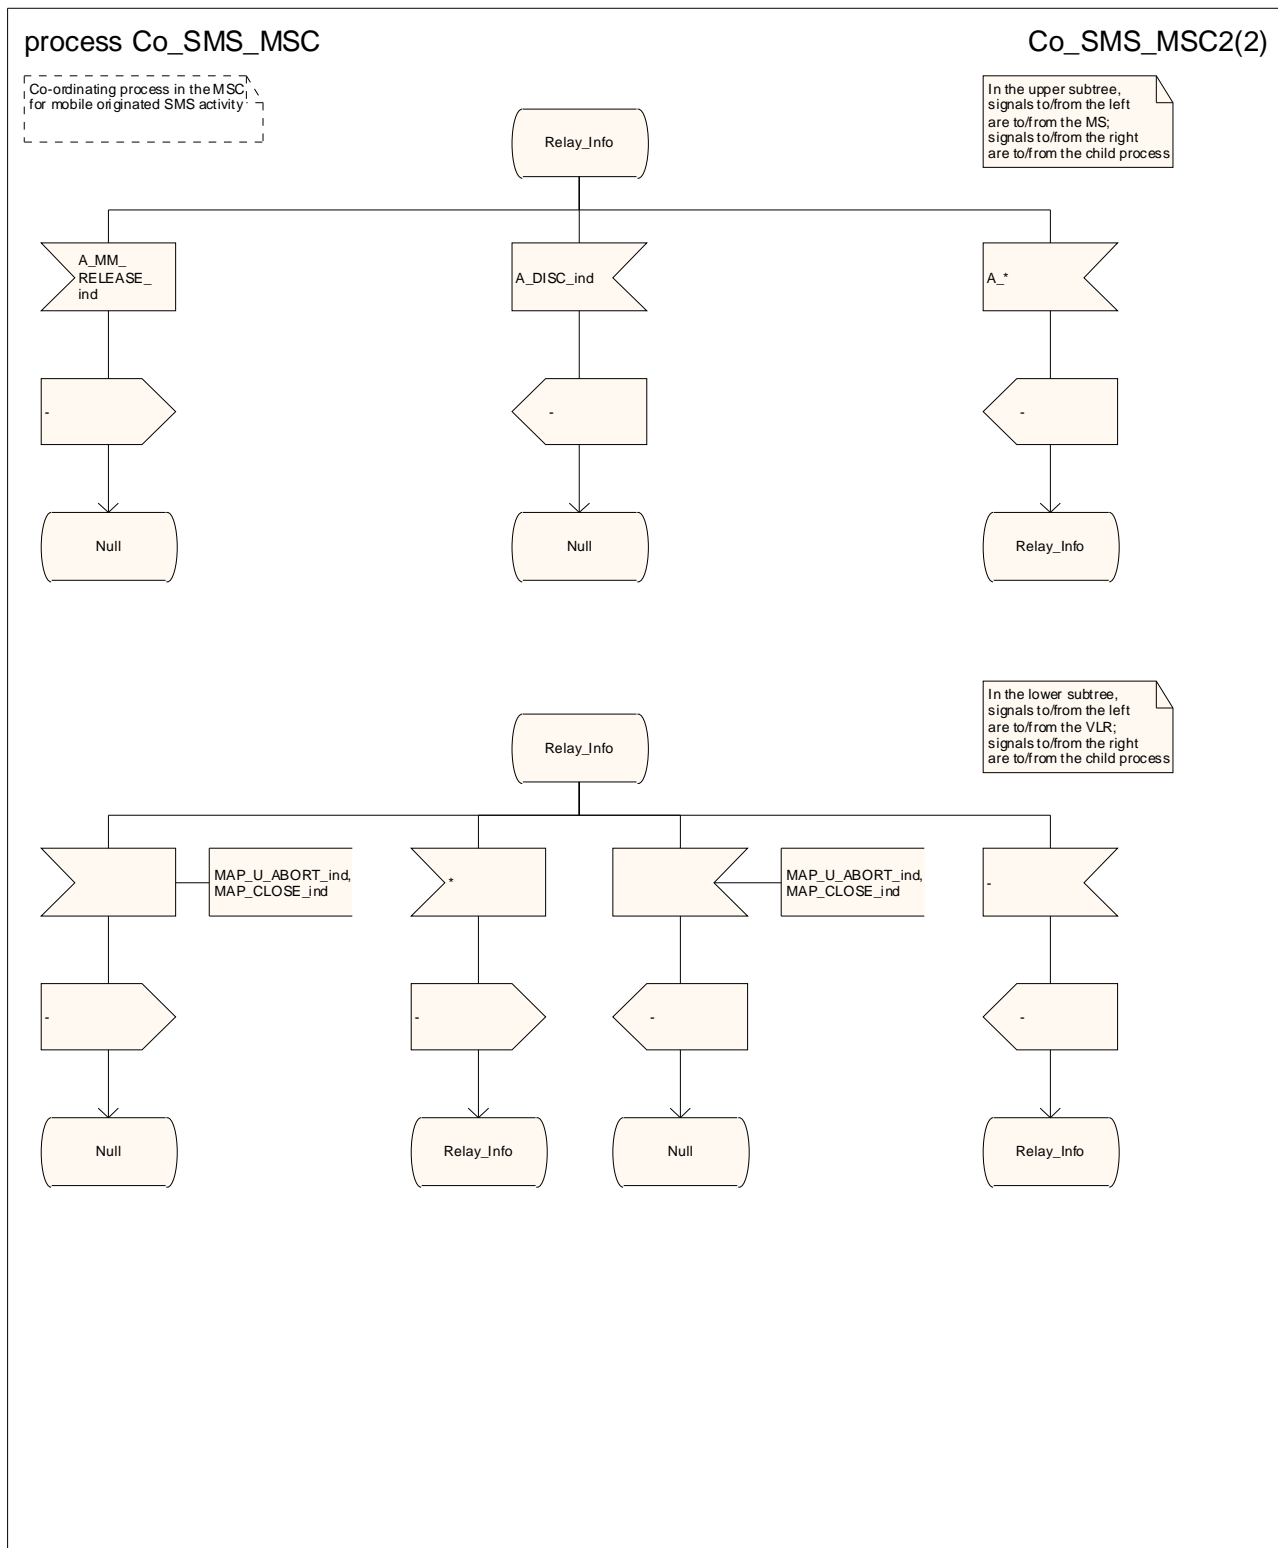 process Co_SMS_MSC
Co_SMS_MSC2(2)
Co-ordinating process in the MSC
for mobile originated SMS activity
In the upper subtree,
signals to/from the left
are to/from the MS;
signals to/from the right
are to/from the child process
Relay_Info
A_MM_
RELEASE_
ind
A_DISC_ind
A_*
-
-
-
Null
Null
Relay_Info
In the lower subtree,
signals to/from the left
are to/from the VLR;
signals to/from the right
are to/from the child process
Relay_Info
MAP_U_ABORT_ind,
MAP_CLOSE_ind
*
MAP_U_ABORT_ind,
MAP_CLOSE_ind
-
-
-
-
-
Null
Relay_Info
Null
Relay_Info